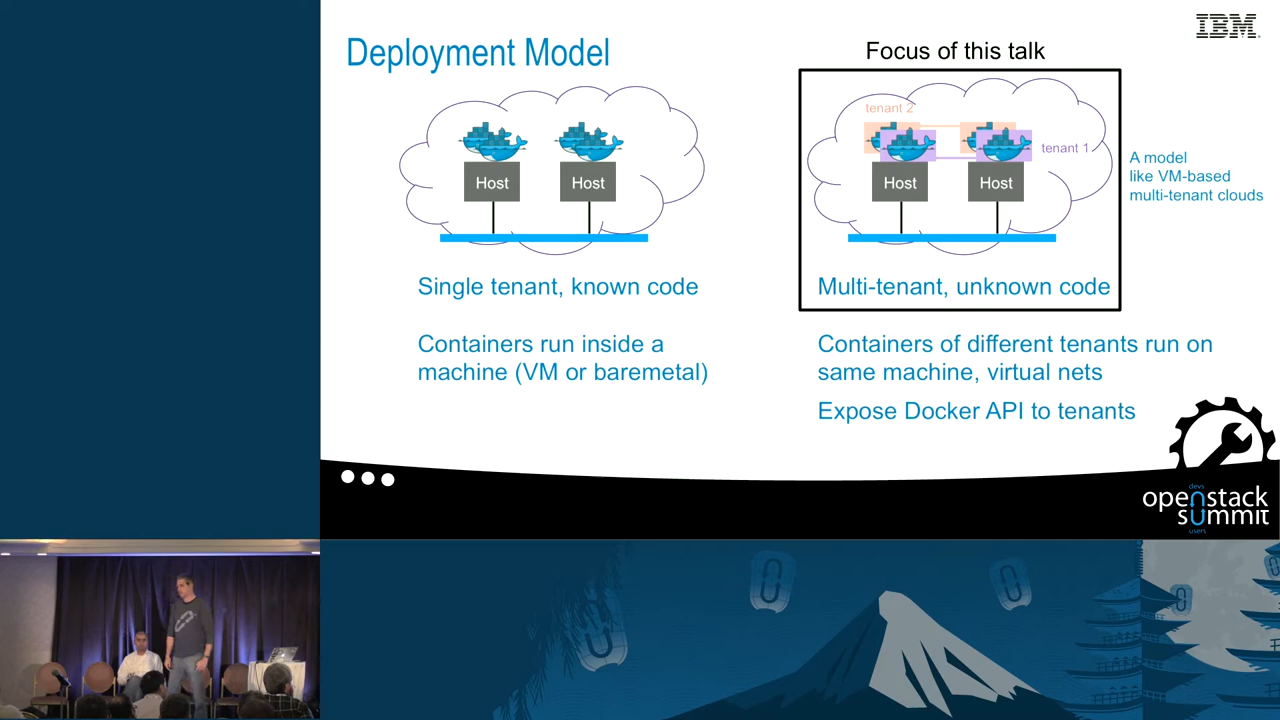 IBM
Deployment Model
Focus of this talk
Host
Host
tenant 2
tenant 1
Host
Host
A model
like VM-based
multi-tenant clouds
Single tenant, known code
Containers run inside a
machine (VM or baremetal)
Multi-tenant, unknown code
Containers of different tenants run on
same machine, virtual nets
Expose Docker API to tenants
devs
openstack
summit
users